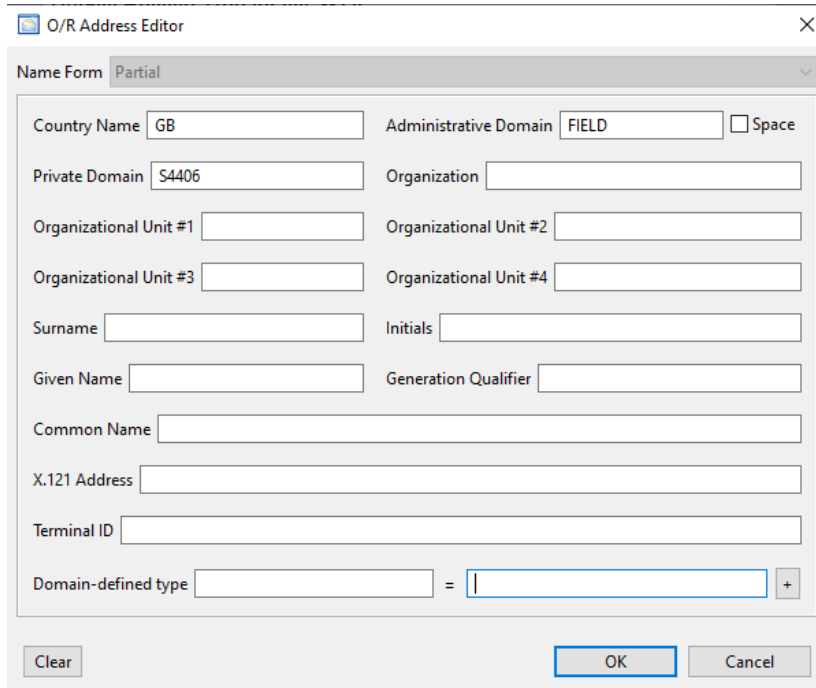 O/R Address Editor
Name Form Partial
Country Name GB Administrative Domain FIELD Space
Private Domain S4406 Organization
Organizational Unit #1 Organizational Unit #2
Organizational Unit #3 Organizational Unit #4
Surname Initials
Given Name Generation Qualifier
Common Name
X.121 Address
Terminal ID
Domain-defined type = +
Clear OK Cancel